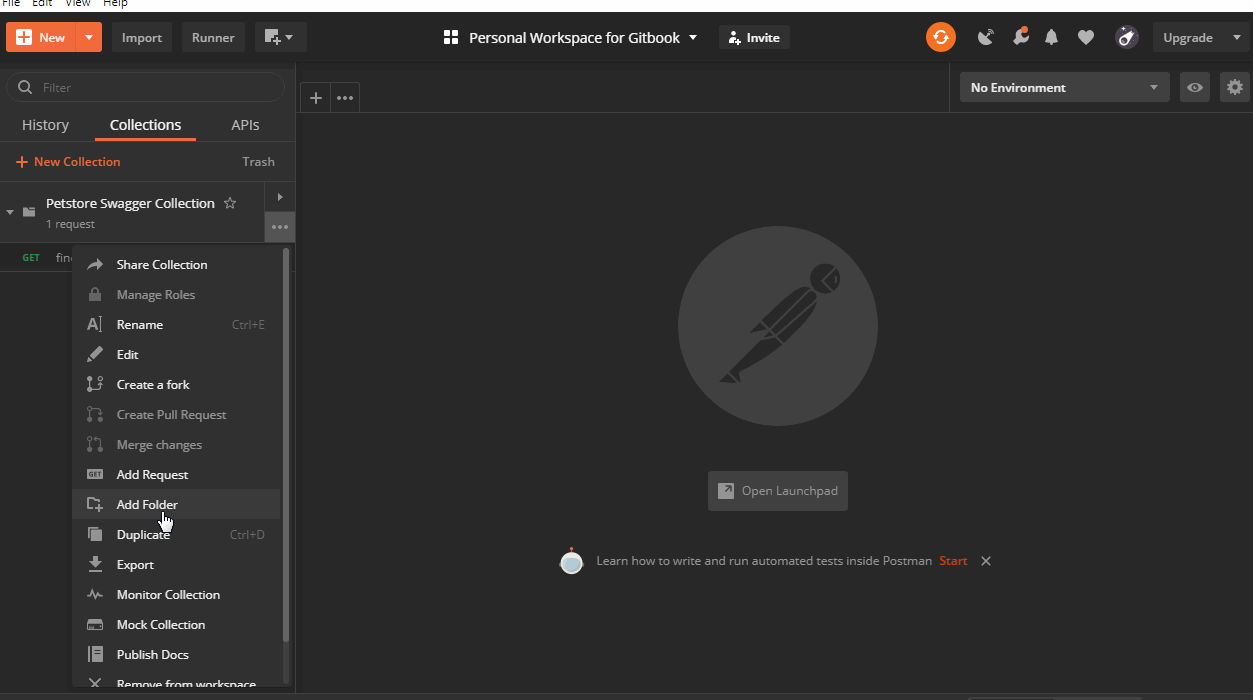 File Edit View Help
New Import Runner Personal Workspace for Gitbook Invite Upgrade
Filter
No Environment
History Collections APIs
New Collection Trash
Petstore Swagger Collection
1 request
GET
Share Collection
Manage Roles
Rename Ctrl+E
Edit
Create a fork
Create Pull Request
Merge changes
GET Add Request
Add Folder
Duplicate Ctrl+D
Export
Monitor Collection
Mock Collection
Publish Docs
Remove from workspace
Open Launchpad
Learn how to write and run automated tests inside Postman Start